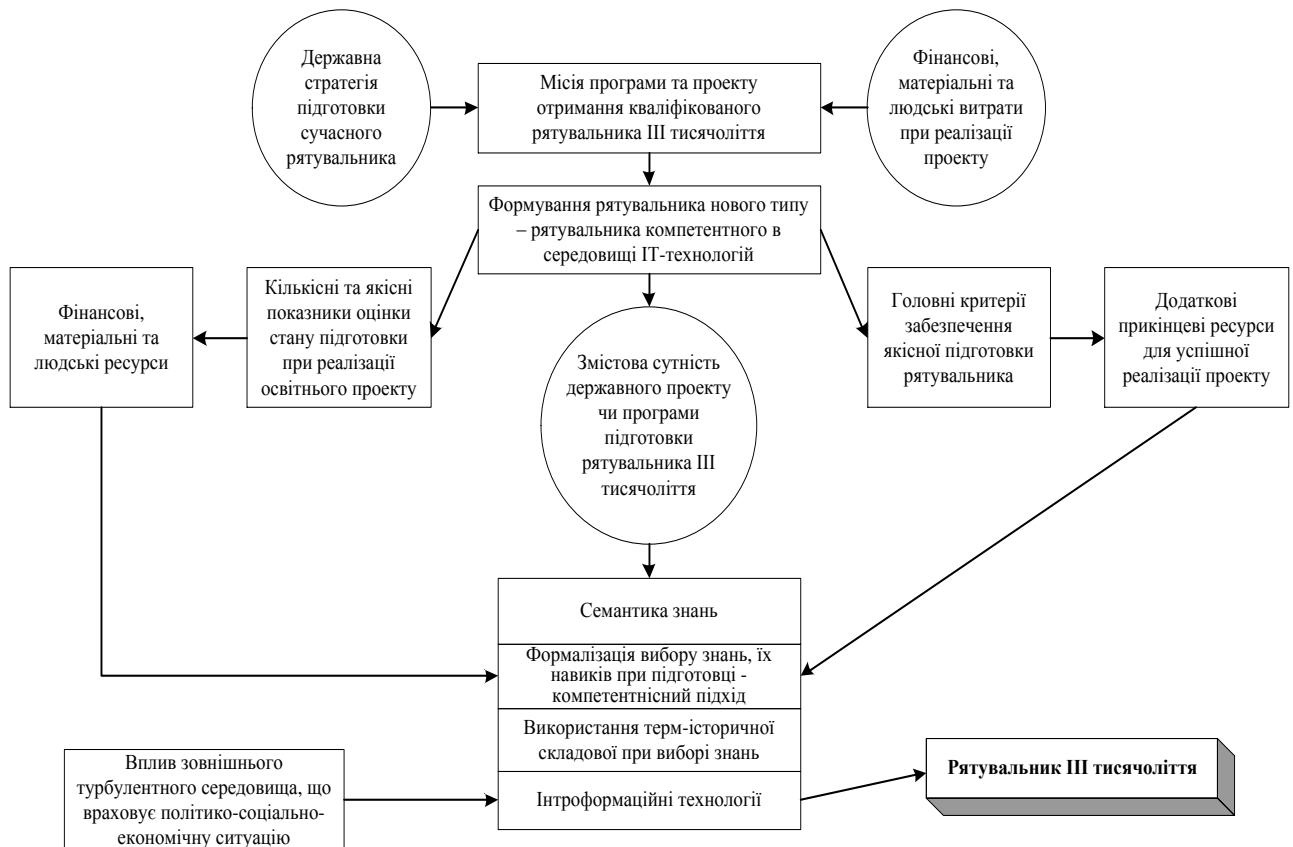 Державна
стратегія
підготовки
сучасного
рятувальника
Місія програми та проекту
отримання кваліфікованого
рятувальника III тисячоліття
Фінансові,
матеріальні та
людські витрати
при реалізації
проекту
Формування рятувальника нового типу
– рятувальника компетентного в
середовищі ІТ-технологій
Фінансові,
матеріальні та
людські ресурси
Кількісні та якісні
показники оцінки
стану підготовки
при реалізації
освітнього проекту
Змістова сутність
державного проекту
чи програми
підготовки
рятувальника III
тисячоліття
Головні критерії
забезпечення
якісної підготовки
рятувальника
Додаткові
прикінцеві ресурси
для успішної
реалізації проекту
Семантика знань
Формалізація вибору знань, їх
навиків при підготовці -
компетентнісний підхід
Використання терм-історичної
складової при виборі знань
Інтроформаційні технології
Вплив зовнішнього
турбулентного середовища, що
враховує політико-соціально-
економічну ситуацію
Рятувальник III тисячоліття